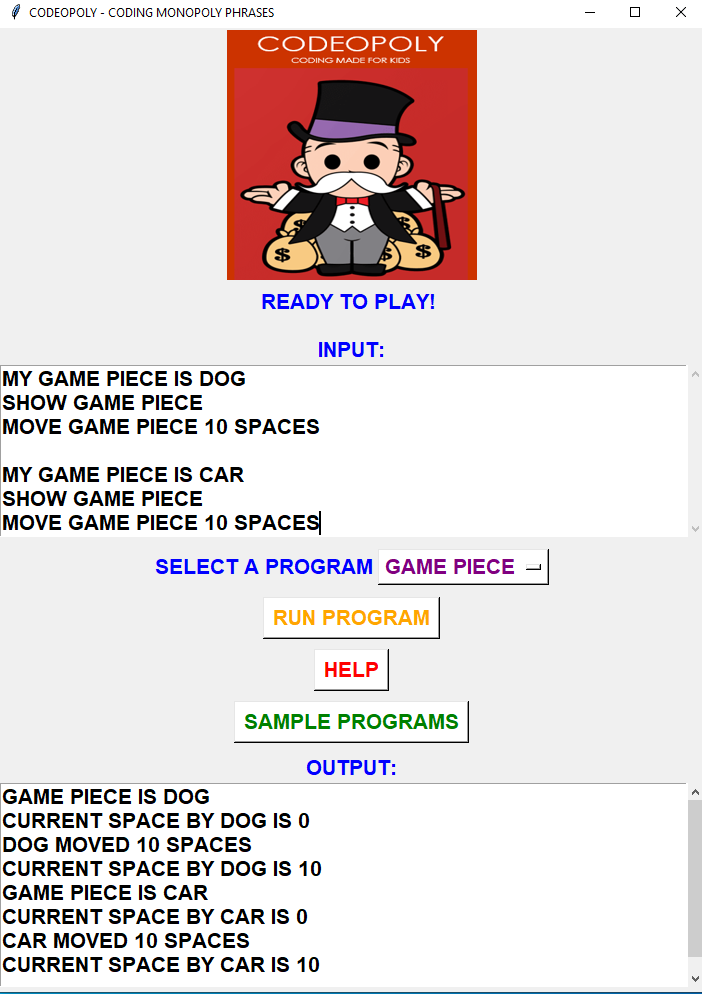 CODEOPOLY - CODING MONOPOLY PHRASES
CODEOPOLY
CODING MADE FOR KIDS
$
$
$
$
READY TO PLAY!
INPUT:
MY GAME PIECE IS DOG
SHOW GAME PIECE
MOVE GAME PIECE 10 SPACES
MY GAME PIECE IS CAR
SHOW GAME PIECE
MOVE GAME PIECE 10 SPACES
SELECT A PROGRAM GAME PIECE
RUN PROGRAM
HELP
SAMPLE PROGRAMS
OUTPUT:
GAME PIECE IS DOG
CURRENT SPACE BY DOG IS 0
DOG MOVED 10 SPACES
CURRENT SPACE BY DOG IS 10
GAME PIECE IS CAR
CURRENT SPACE BY CAR IS 0
CAR MOVED 10 SPACES
CURRENT SPACE BY CAR IS 10